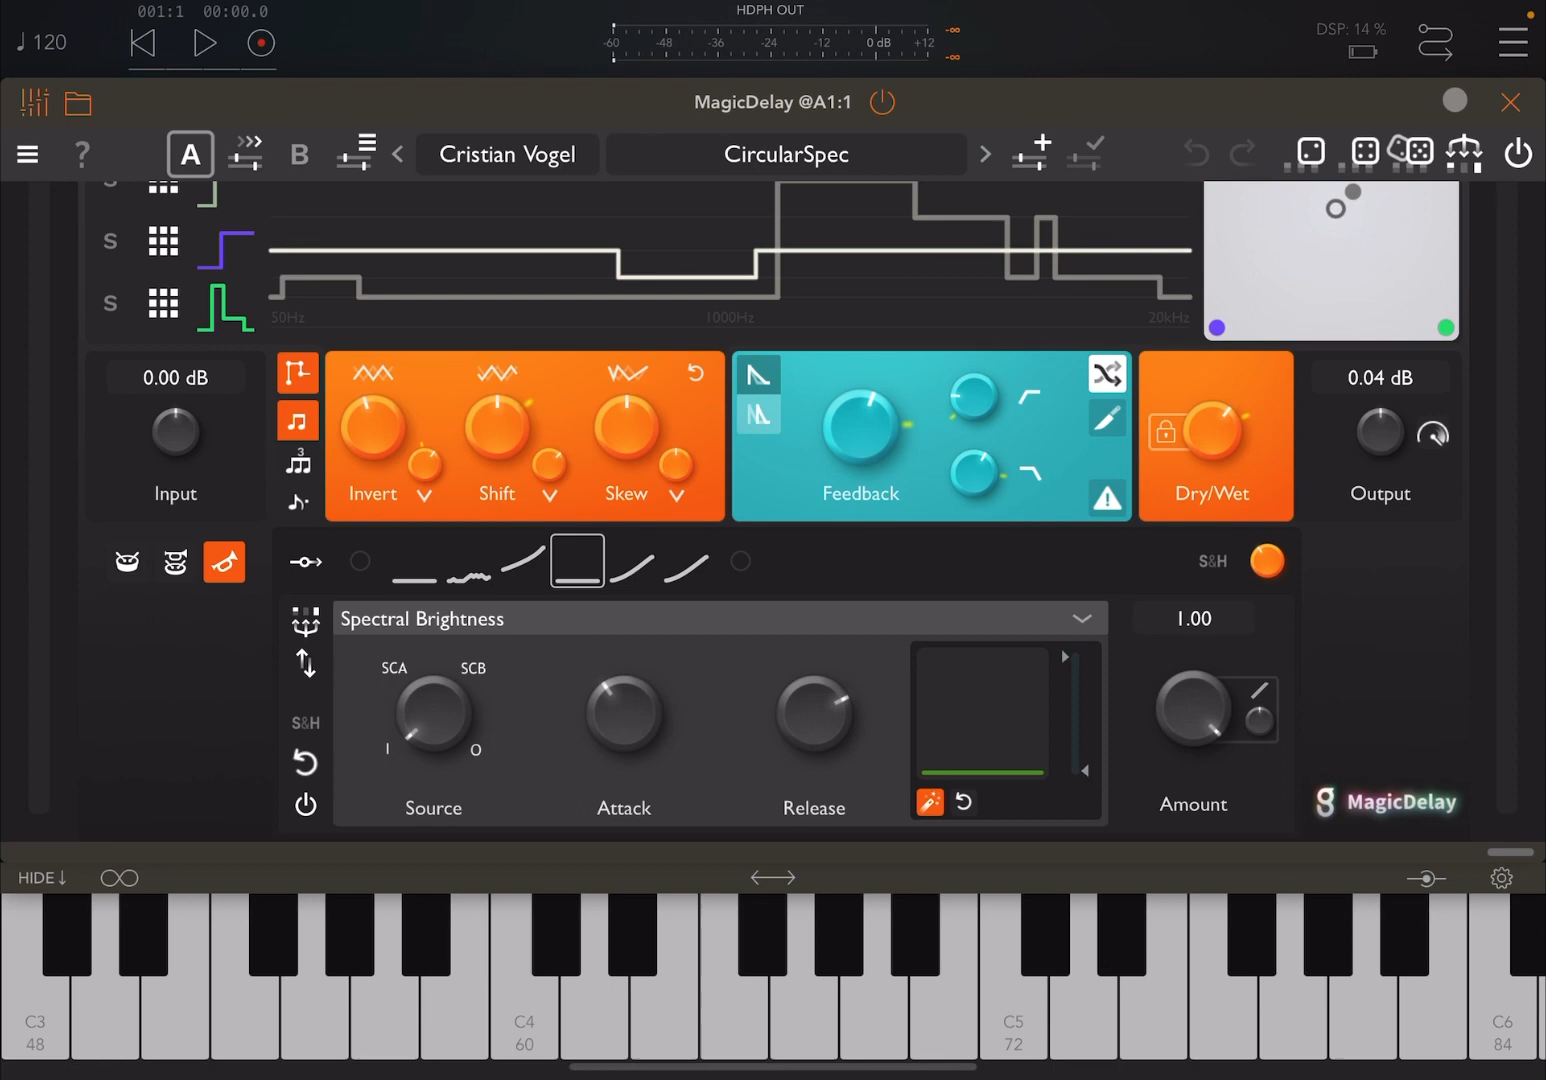 001:1 00:00.0
HDPH OUT
♩ 120
-60 -48 -36 -24 -12 0 dB +12
-∞
-∞
DSP: 14 %
MagicDelay @A1:1
? A B Cristian Vogel CircularSpec
S
S
50Hz 1000Hz 20kHz
0.00 dB
0.04 dB
3
Input Invert Shift Skew Feedback Dry/Wet Output
S&H
Spectral Brightness
1.00
SCA SCB
S&H
I O
Source Attack Release Amount
MagicDelay
HIDE↓
C3 C4 C5 C6
48 60 72 84